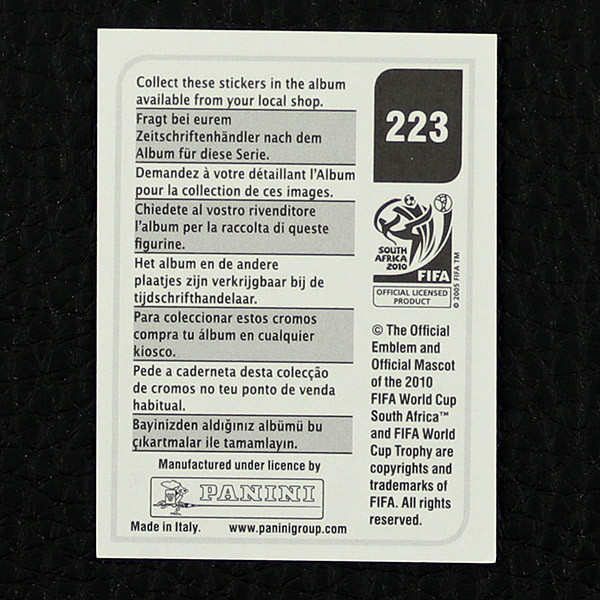 Collect these stickers in the album
available from your local shop.
Fragt bei eurem
Zeitschriftenhändler nach dem
Album für diese Serie.
Demandez à votre détaillant l'Album
pour la collection de ces images.
Chiedete al vostro rivenditore
l'album per la raccolta di queste
figurine.
Het album en de andere
plaatjes zijn verkrijgbaar bij de
tijdschrifthandelaar.
Para coleccionar estos cromos
compra tu álbum en cualquier
kiosco.
Pede a caderneta desta colecção
de cromos no teu ponto de venda
habitual.
Bayinizden aldığınız albümü bu
çıkartmalar ile tamamlayın.
Manufactured under licence by
PANINI
Made in Italy. www.paninigroup.com
223
SOUTH
AFRICA
2010
FIFA
OFFICIAL LICENSED
PRODUCT
© 2005 FIFA TM
© The Official
Emblem and
Official Mascot
of the 2010
FIFA World Cup
South Africa™
and FIFA World
Cup Trophy are
copyrights and
trademarks of
FIFA. All rights
reserved.